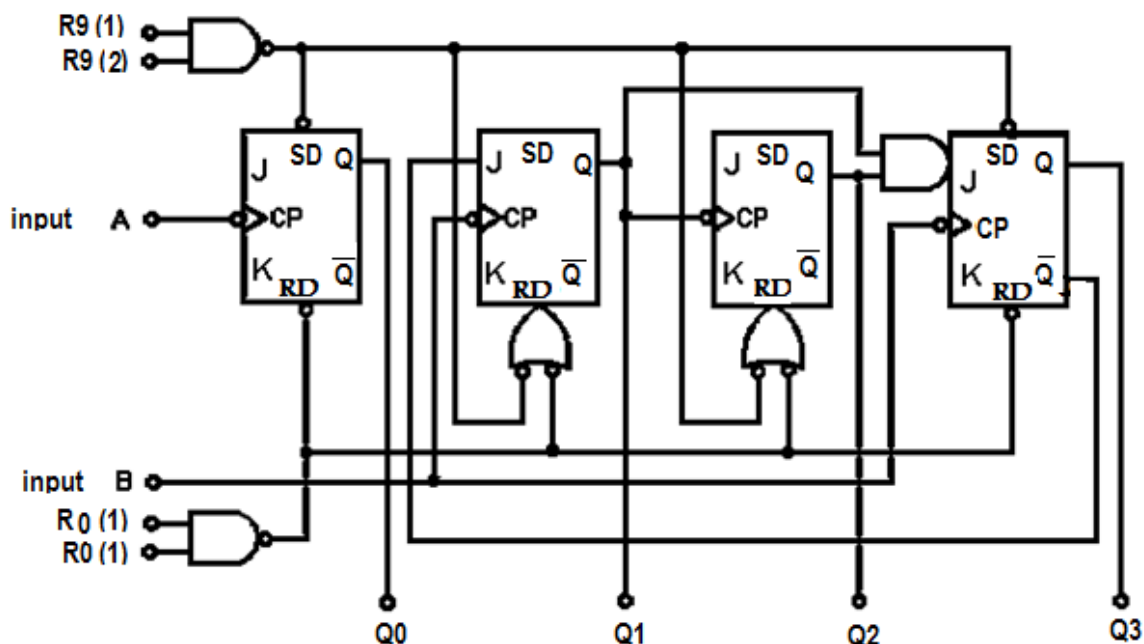 R9 (1)
R9 (2)
SD Q
J
CP
K
RD Q̅
SD Q
J
CP
K
RD Q̅
SD Q
J
CP
K
RD Q̅
SD Q
J
CP
K
RD Q̅
input A
input B
R0 (1)
R0 (1)
Q0 Q1 Q2 Q3